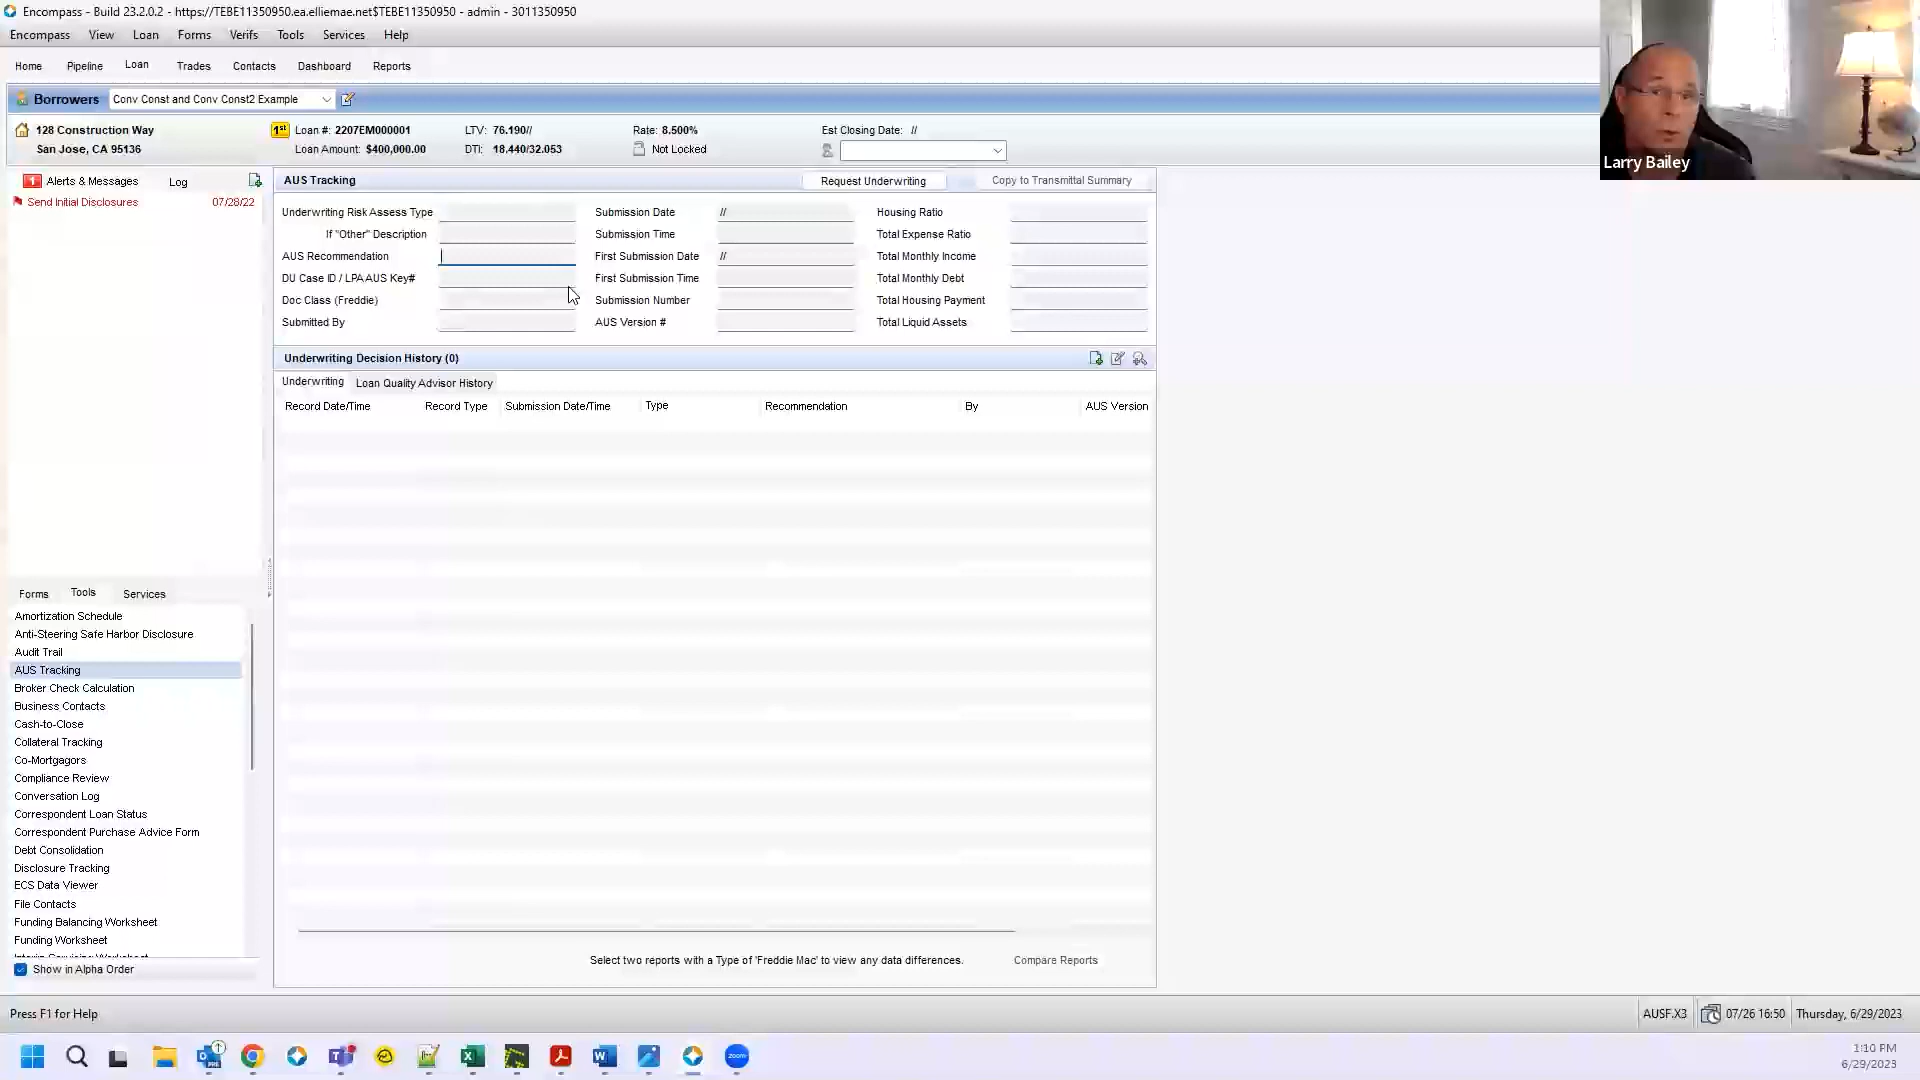 Encompass - Build 23.2.0.2 - https://TEBE11350950.ea.elliemae.net$TEBE11350950 - admin - 3011350950
Encompass View Loan Forms Verifs Tools Services Help
Home Pipeline Loan Trades Contacts Dashboard Reports
Borrowers Conv Const and Conv Const2 Example
128 Construction Way
San Jose, CA 95136
1st Loan #: 2207EM000001 LTV: 76.190// Rate: 8.500% Est Closing Date: //
Loan Amount: $400,000.00 DTI: 18.440/32.053 Not Locked
Larry Bailey
1 Alerts & Messages Log
Send Initial Disclosures 07/28/22
AUS Tracking Request Underwriting Copy to Transmittal Summary
Underwriting Risk Assess Type Submission Date // Housing Ratio
If "Other" Description Submission Time Total Expense Ratio
AUS Recommendation First Submission Date // Total Monthly Income
DU Case ID / LPA AUS Key# First Submission Time Total Monthly Debt
Doc Class (Freddie) Submission Number Total Housing Payment
Submitted By AUS Version # Total Liquid Assets
Underwriting Decision History (0)
Underwriting Loan Quality Advisor History
Record Date/Time Record Type Submission Date/Time Type Recommendation By AUS Version
Select two reports with a Type of 'Freddie Mac' to view any data differences. Compare Reports
Forms Tools Services
Amortization Schedule
Anti-Steering Safe Harbor Disclosure
Audit Trail
AUS Tracking
Broker Check Calculation
Business Contacts
Cash-to-Close
Collateral Tracking
Co-Mortgagors
Compliance Review
Conversation Log
Correspondent Loan Status
Correspondent Purchase Advice Form
Debt Consolidation
Disclosure Tracking
ECS Data Viewer
File Contacts
Funding Balancing Worksheet
Funding Worksheet
Show in Alpha Order
Press F1 for Help AUSF.X3 07/26 16:50 Thursday, 6/29/2023
zoom
1:10 PM
6/29/2023